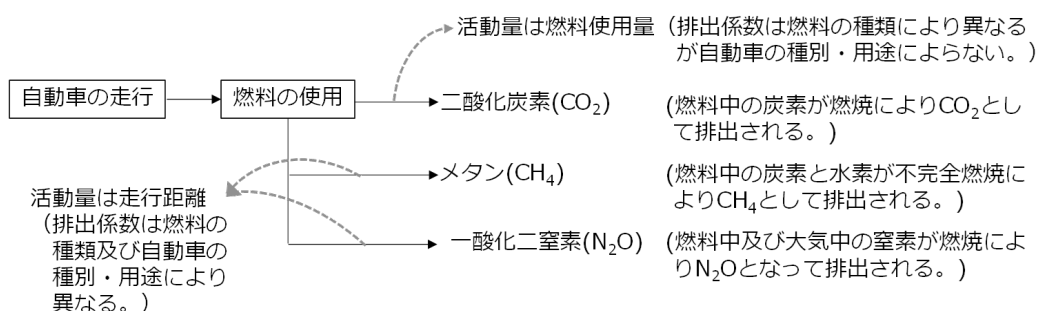 活動量は燃料使用量（排出係数は燃料の種類により異なる
が自動車の種別・用途によらない。）
自動車の走行
燃料の使用
二酸化炭素(CO₂)
(燃料中の炭素が燃焼によりCO₂とし
て排出される。)
メタン(CH₄)
(燃料中の炭素と水素が不完全燃焼に
よりCH₄として排出される。)
活動量は走行距離
（排出係数は燃料の
種類及び自動車の
種別・用途により
異なる。）
一酸化二窒素(N₂O)
(燃料中及び大気中の窒素が燃焼によ
りN₂Oとなって排出される。)